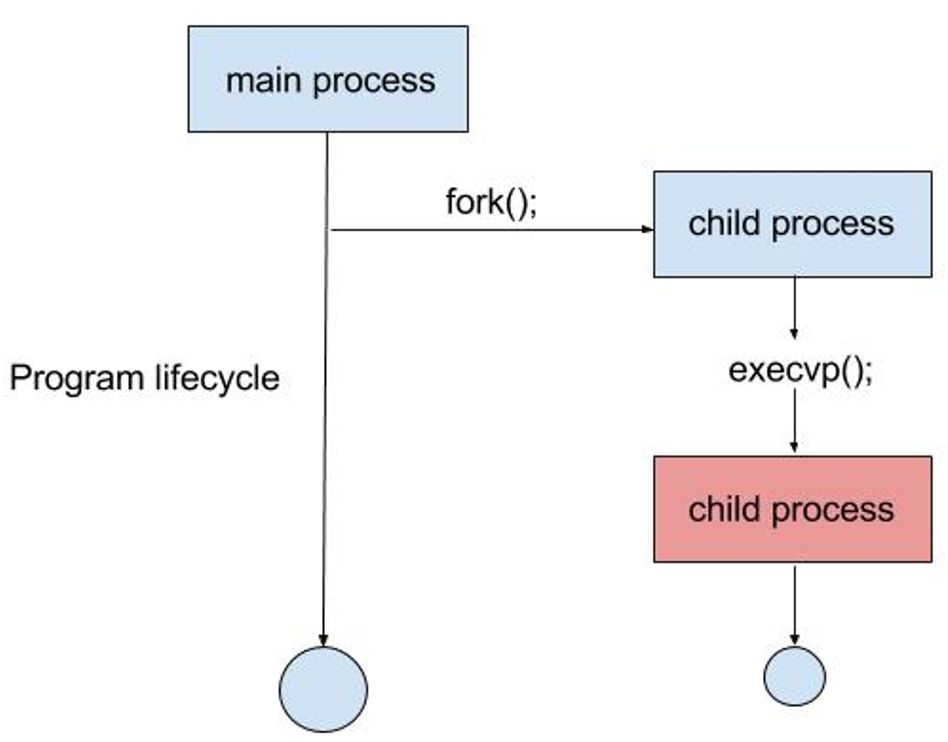 main process
fork();
child process
Program lifecycle
execvp();
child process